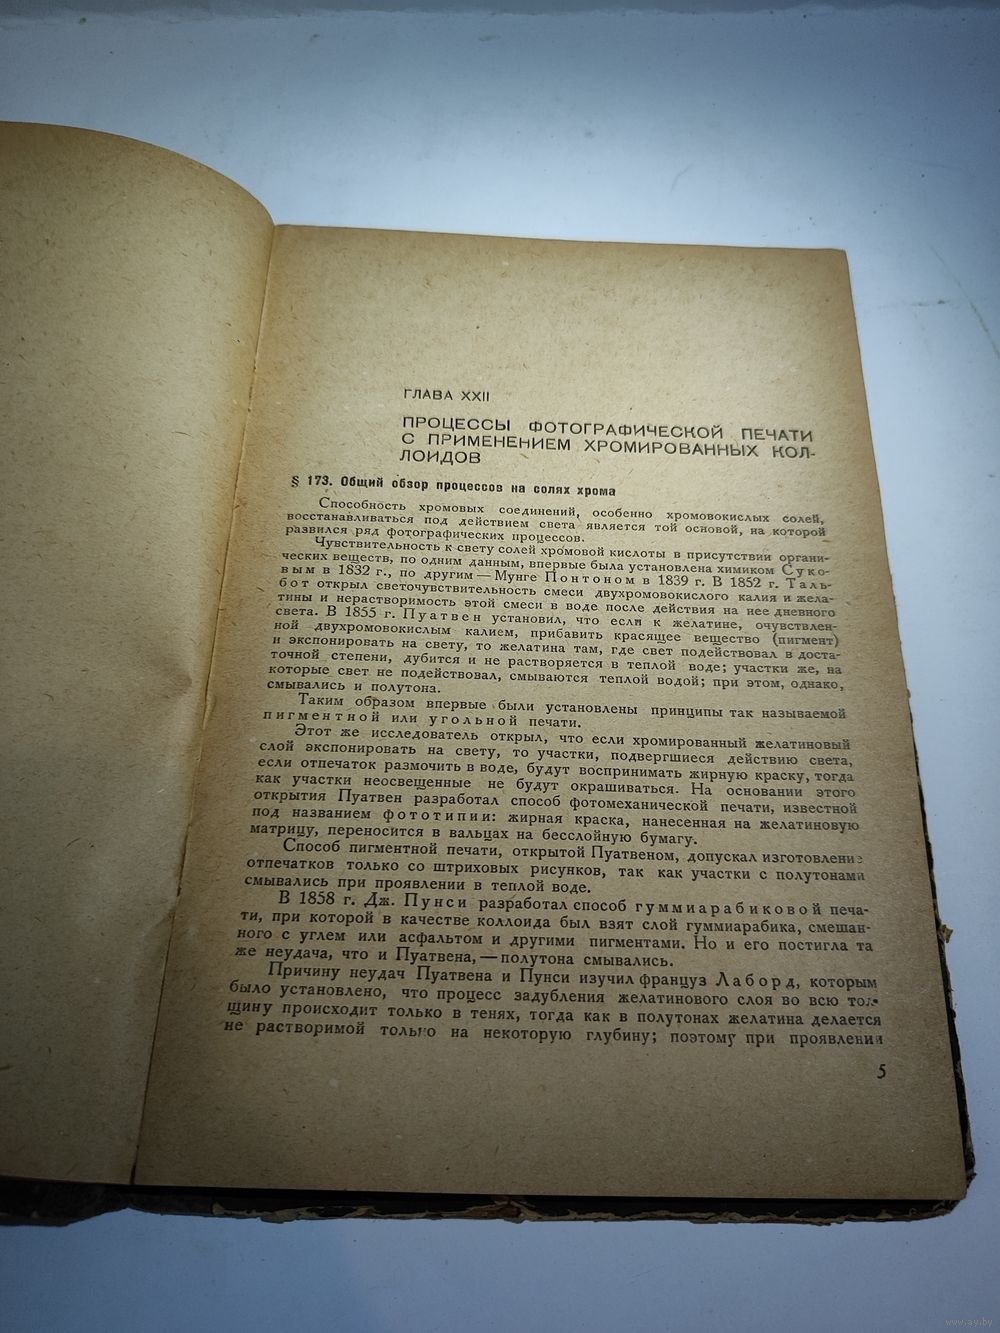 ГЛАВА XXII
ПРОЦЕССЫ ФОТОГРАФИЧЕСКОЙ ПЕЧАТИ
С ПРИМЕНЕНИЕМ ХРОМИРОВАННЫХ КОЛ-
ЛОИДОВ
§ 173. Общий обзор процессов на солях хрома
Способность хромовых соединений, особенно хромовокислых солей,
восстанавливаться под действием света является той основой, на которой
развился ряд фотографических процессов.
Чувствительность к свету солей хромовой кислоты в присутствии органи-
ческих веществ, по одним данным, впервые была установлена химиком Суко-
вым в 1832 г., по другим — Мунге Понтоном в 1839 г. В 1852 г. Таль-
бот открыл светочувствительность смеси двухромовокислого калия и жела-
тины и нерастворимость этой смеси в воде после действия на нее дневного
света. В 1855 г. Пуатвен установил, что если к желатине, очувствлен-
ной двухромовокислым калием, прибавить красящее вещество (пигмент)
и экспонировать на свету, то желатина там, где свет подействовал в доста-
точной степени, дубится и не растворяется в теплой воде; участки же, на
которые свет не подействовал, смываются теплой водой; при этом, однако,
смывались и полутона.
Таким образом впервые были установлены принципы так называемой
пигментной или угольной печати.
Этот же исследователь открыл, что если хромированный желатиновый
слой экспонировать на свету, то участки, подвергшиеся действию света,
если отпечаток размочить в воде, будут воспринимать жирную краску, тогда
как участки неосвещенные не будут окрашиваться. На основании этого
открытия Пуатвен разработал способ фотомеханической печати, известной
под названием фототипии: жирная краска, нанесенная на желатиновую
матрицу, переносится в вальцах на бесслойную бумагу.
Способ пигментной печати, открытой Пуатвеном, допускал изготовление
отпечатков только со штриховых рисунков, так как участки с полутонами
смывались при проявлении в теплой воде.
В 1858 г. Дж. Пунси разработал способ гуммиарабиковой печа-
ти, при которой в качестве коллоида был взят слой гуммиарабика, смешан-
ного с углем или асфальтом и другими пигментами. Но и его постигла та
же неудача, что и Пуатвена, — полутона смывались.
Причину неудач Пуатвена и Пунси изучил француз Лаборд, которым
было установлено, что процесс задубления желатинового слоя во всю тол-
щину происходит только в тенях, тогда как в полутонах желатина делается
не растворимой только на некоторую глубину; поэтому при проявлении
5
www.ay.by